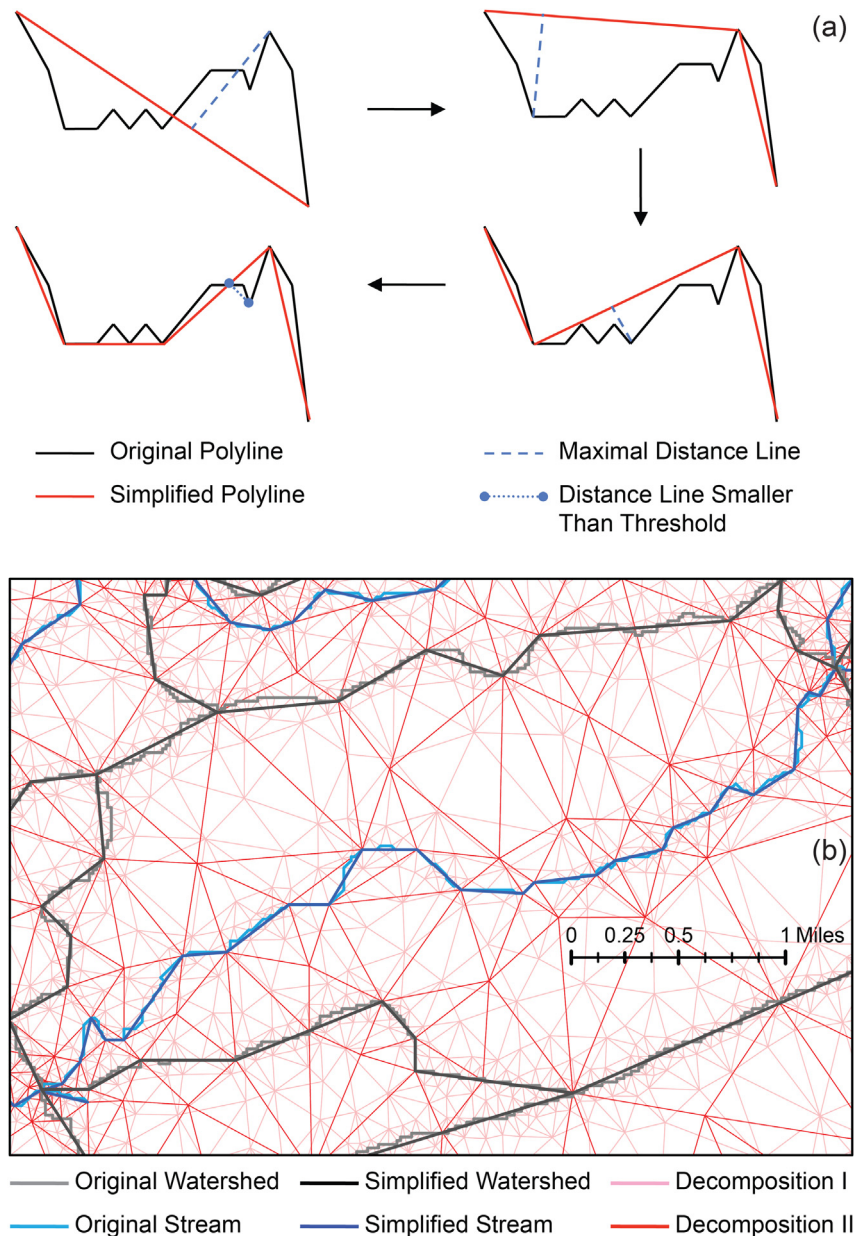 (a)
Original Polyline
Maximal Distance Line
Simplified Polyline
Distance Line Smaller
Than Threshold
(b)
0 0.25 0.5 1 Miles
Original Watershed
Simplified Watershed
Decomposition I
Original Stream
Simplified Stream
Decomposition II